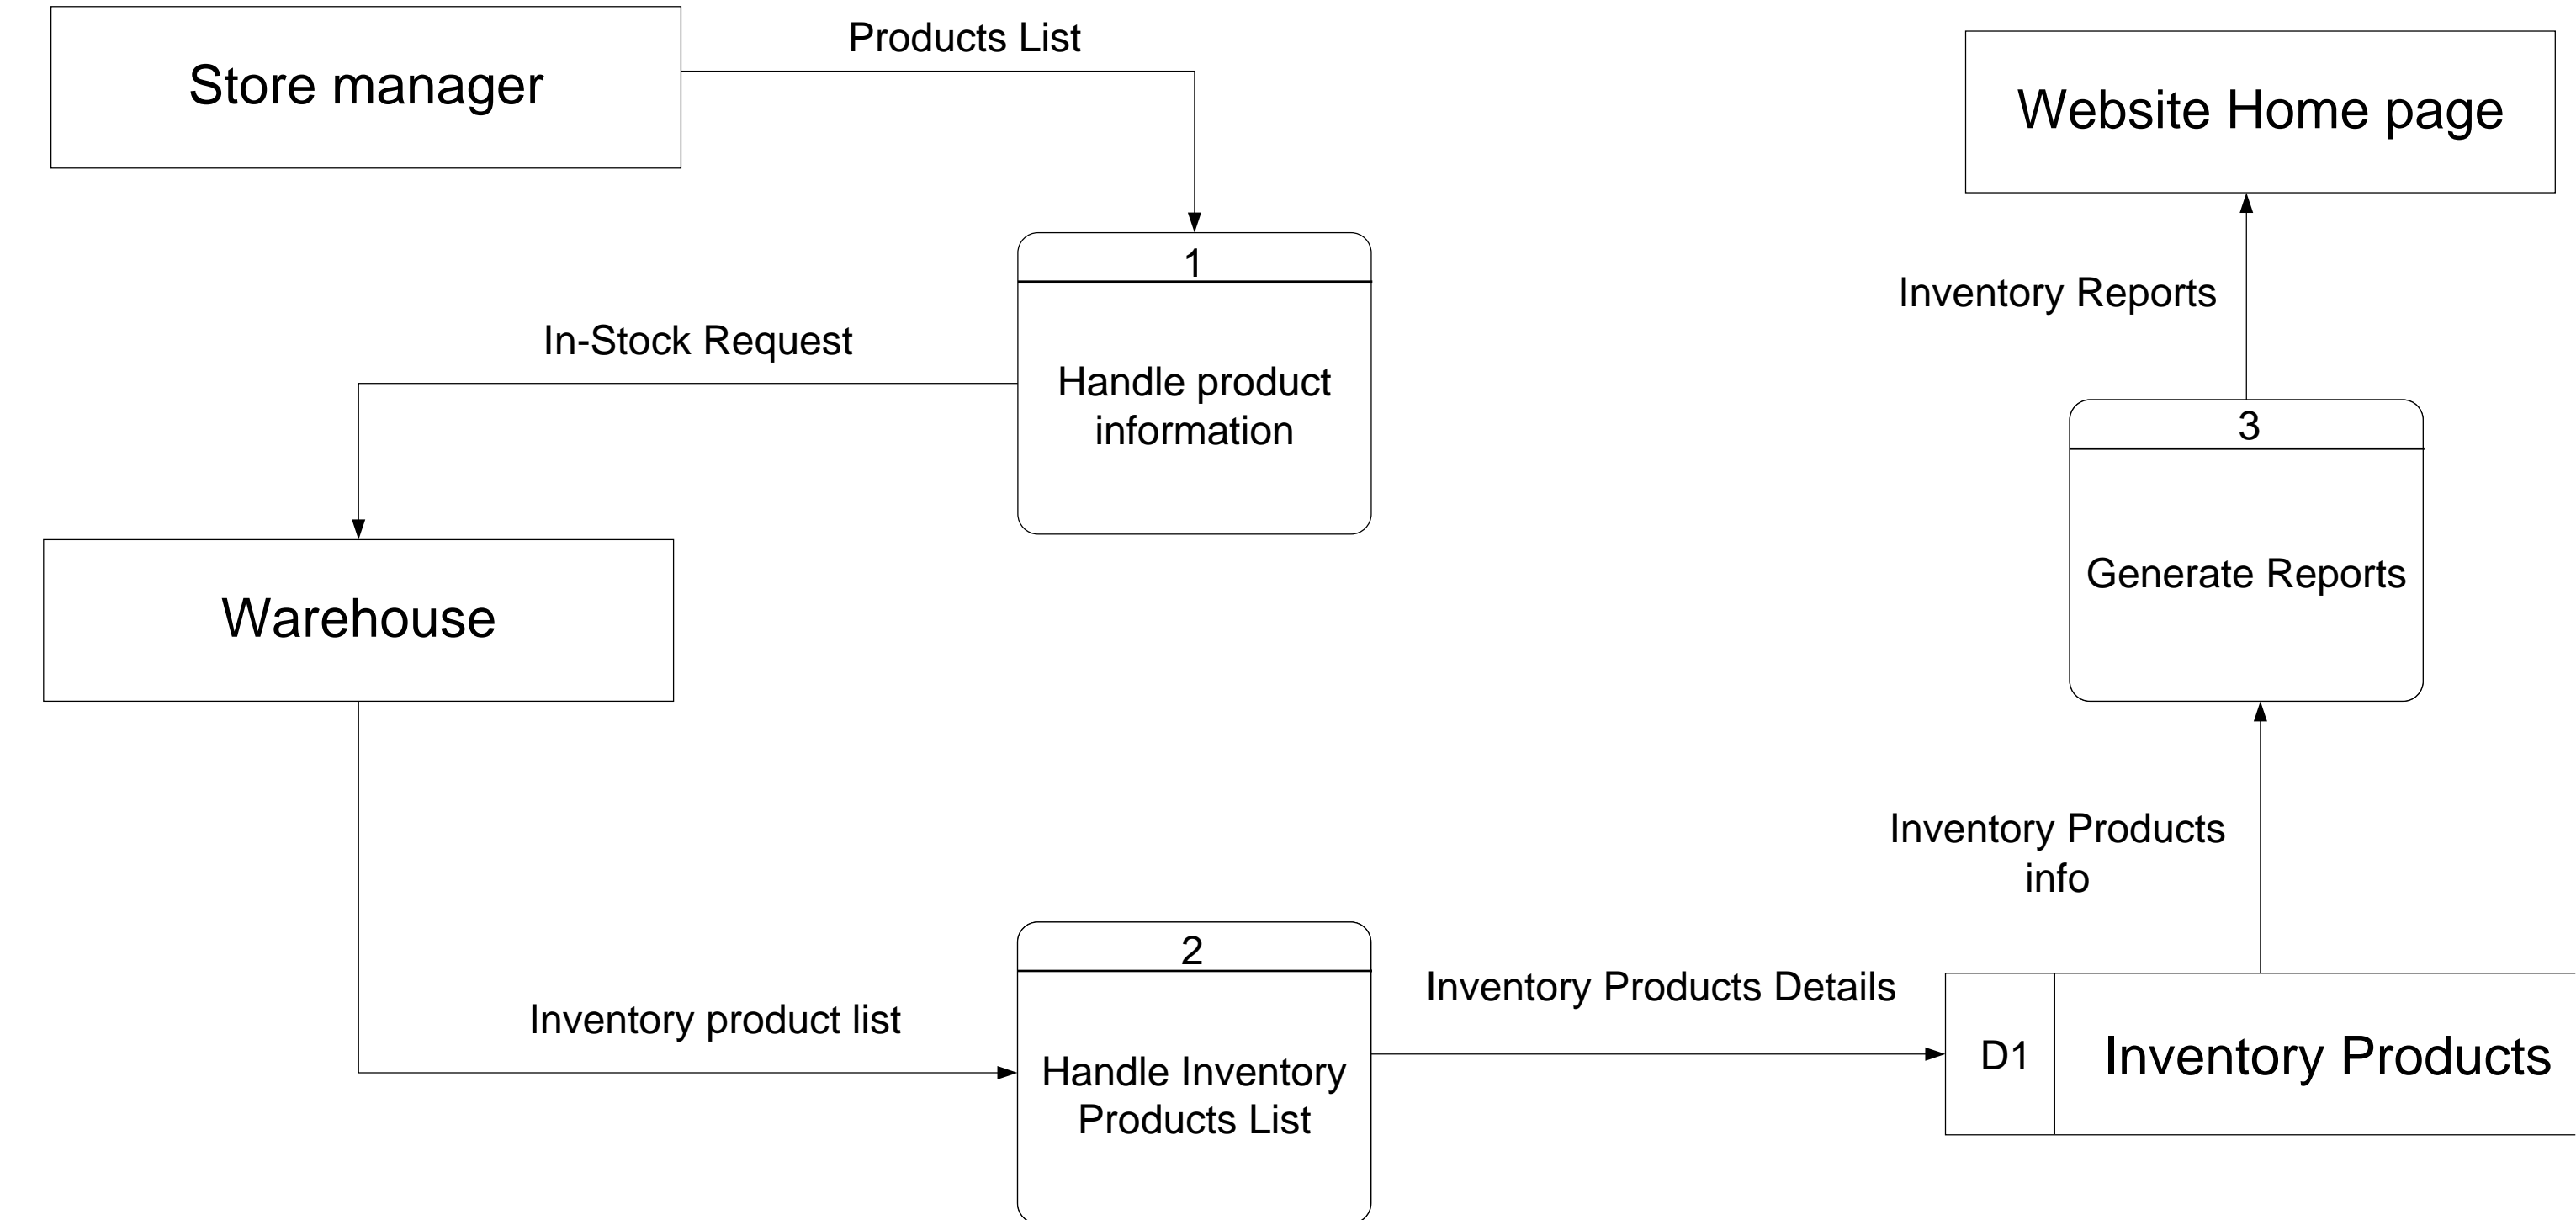 Products List
Store manager
Website Home page
1
Inventory Reports
In-Stock Request
Handle product
information
3
Generate Reports
Warehouse
Inventory Products
info
2
Inventory Products Details
Inventory product list
D1
Inventory Products
Handle Inventory
Products List